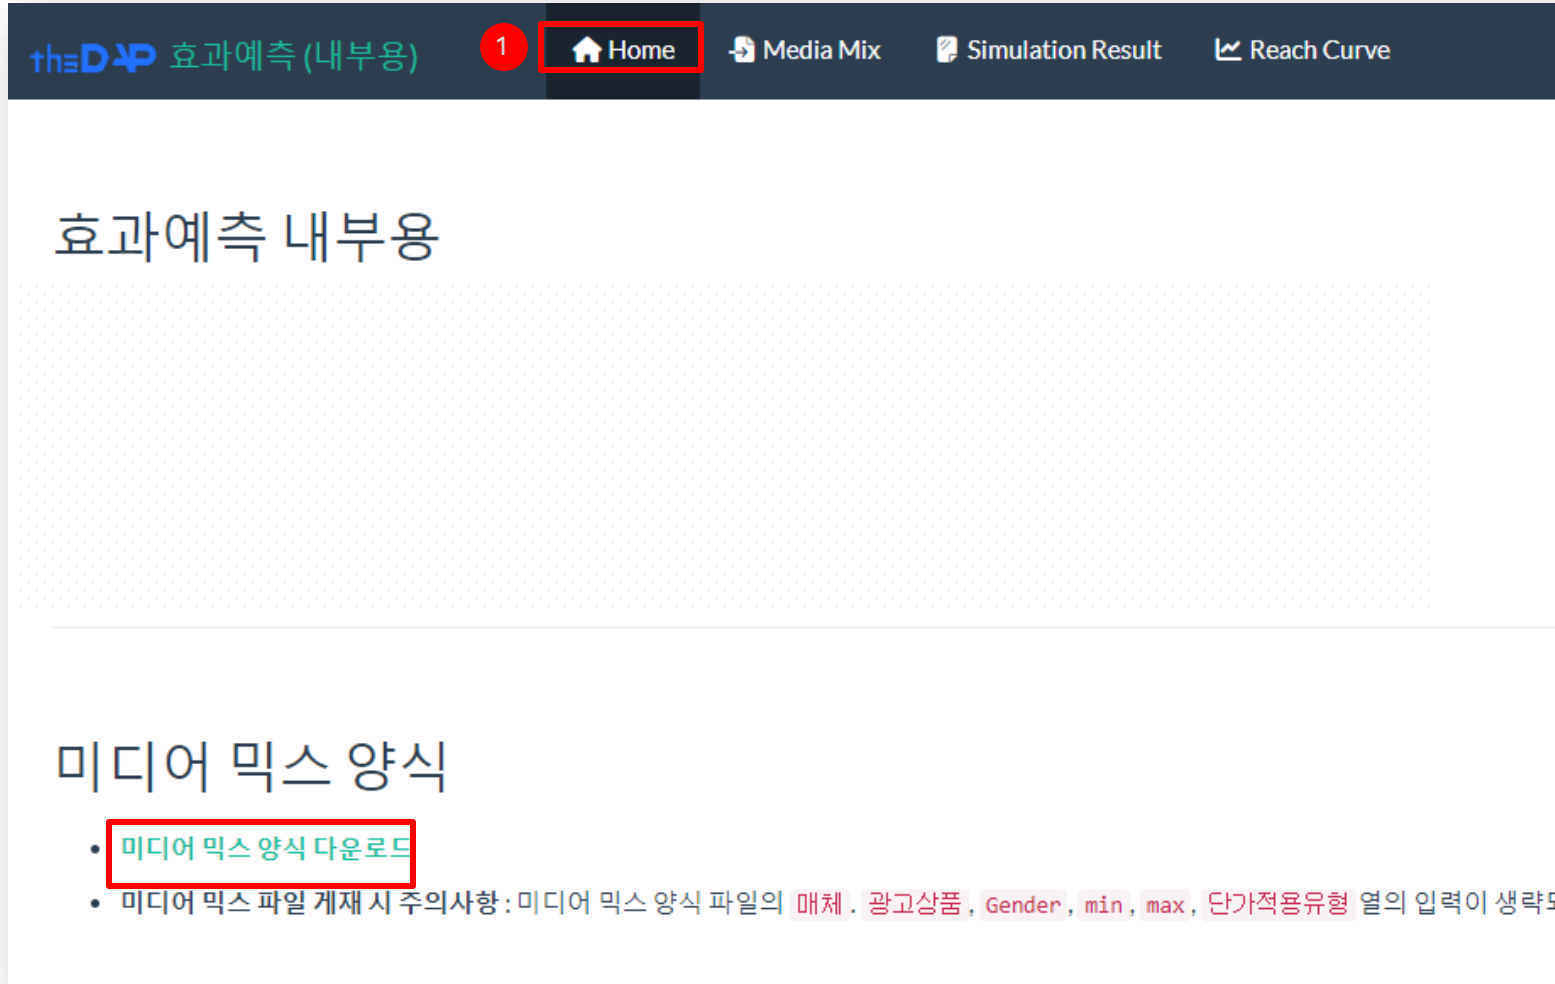 theDAP 효과예측 (내부용) 1 Home Media Mix Simulation Result Reach Curve
효과예측 내부용
미디어 믹스 양식
• 미디어 믹스 양식 다운로드
• 미디어 믹스 파일 게재 시 주의사항 : 미디어 믹스 양식 파일의 매체 . 광고상품 , Gender , min , max , 단가적용유형 열의 입력이 생략